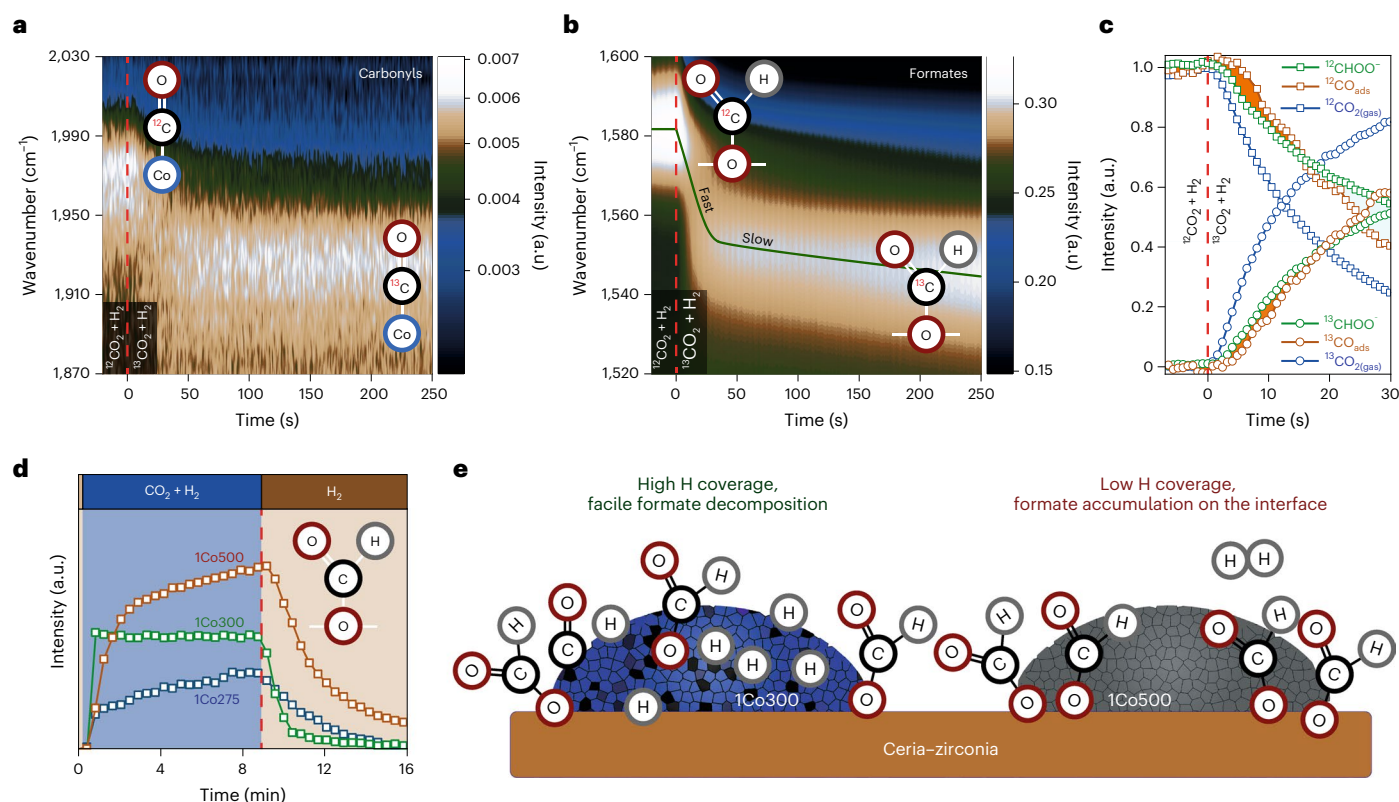 a
2,030
1,990
1,950
1,910
1,870
Wavenumber (cm⁻¹)
Carbonyls
O
¹²C
Co
O
¹³C
Co
¹²CO₂ + H₂
¹³CO₂ + H₂
0
50
100
150
200
250
Time (s)
0.007
0.006
0.005
0.004
0.003
Intensity (a.u)
b
1,600
1,580
1,560
1,540
1,520
Wavenumber (cm⁻¹)
Formates
O
H
¹²C
O
Fast
Slow
O
H
¹³C
O
¹²CO₂ + H₂
¹³CO₂ + H₂
0
50
100
150
200
250
Time (s)
0.30
0.25
0.20
0.15
Intensity (a.u)
c
1.0
0.8
0.6
0.4
0.2
0
Intensity (a.u.)
¹²CHOO⁻
¹²COads
¹²CO₂(gas)
¹²CO₂ + H₂
¹³CO₂ + H₂
¹³CHOO⁻
¹³COads
¹³CO₂(gas)
0
10
20
30
Time (s)
d
CO₂ + H₂
H₂
Intensity (a.u.)
1Co500
1Co300
1Co275
O
H
C
O
0
4
8
12
16
Time (min)
e
High H coverage,
facile formate decomposition
Low H coverage,
formate accumulation on the interface
O
H
C
O
O
C
H
O
C
H
O
H
H
H
H
H
O
C
H
O
1Co300
O
H
C
O
O
H
C
O
H
H
O
H
C
O
O
H
C
O
1Co500
Ceria–zirconia